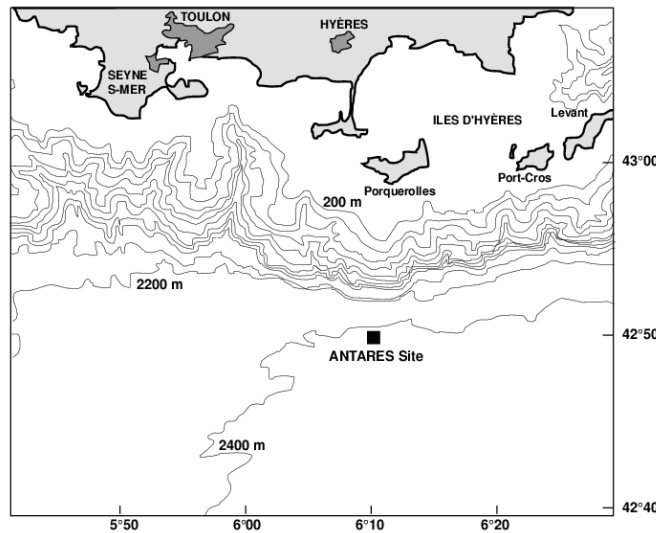 TOULON
HYÈRES
SEYNE
S-MER
ILES D'HYÈRES
Levant
43°00
Port-Cros
Porquerolles
200 m
2200 m
42°50
ANTARES Site
2400 m
42°40
5°50
6°00
6°10
6°20